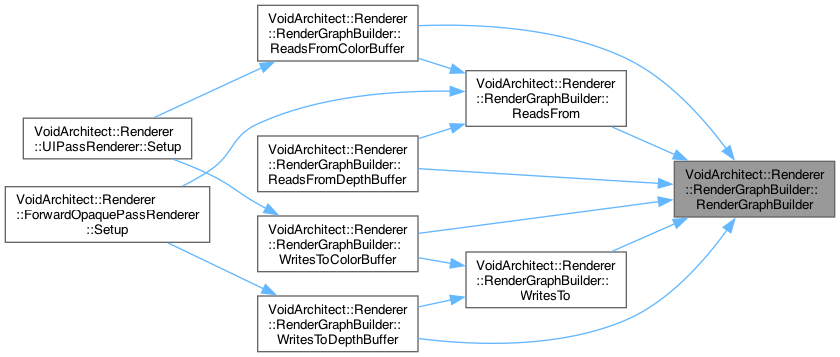 VoidArchitect::Renderer
::RenderGraphBuilder::
ReadsFromColorBuffer
VoidArchitect::Renderer
::RenderGraphBuilder::
ReadsFrom
VoidArchitect::Renderer
::UIPassRenderer::Setup
VoidArchitect::Renderer
::RenderGraphBuilder::
ReadsFromDepthBuffer
VoidArchitect::Renderer
::RenderGraphBuilder::
RenderGraphBuilder
VoidArchitect::Renderer
::ForwardOpaquePassRenderer
::Setup
VoidArchitect::Renderer
::RenderGraphBuilder::
WritesToColorBuffer
VoidArchitect::Renderer
::RenderGraphBuilder::
WritesTo
VoidArchitect::Renderer
::RenderGraphBuilder::
WritesToDepthBuffer